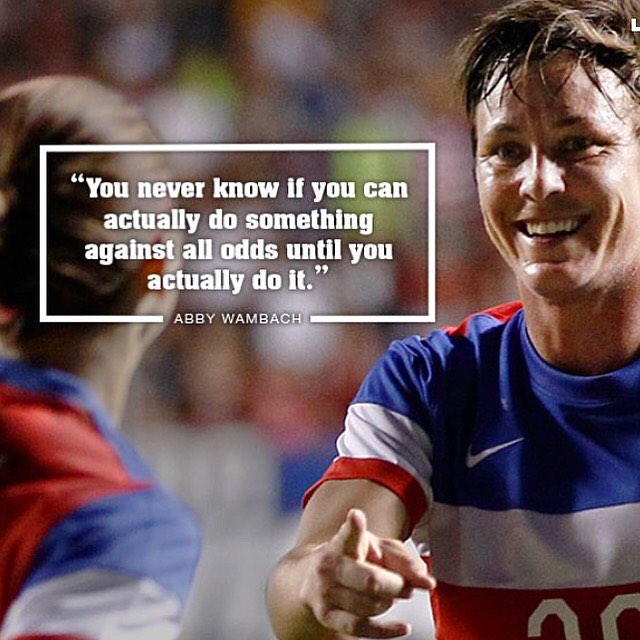 “You never know if you can
actually do something
against all odds until you
actually do it.”
ABBY WAMBACH